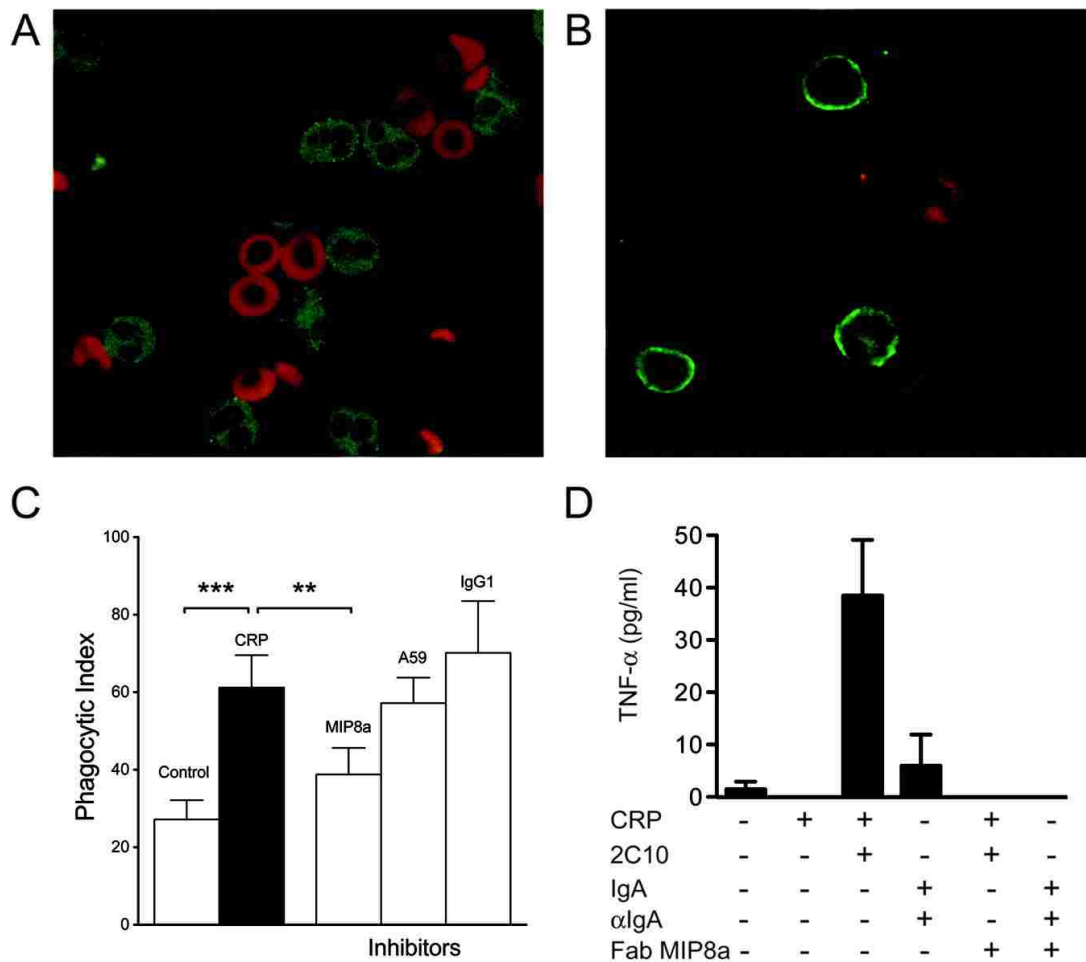 A
B
C
D
100
80
60
40
20
0
Phagocytic Index
***
**
Control
CRP
MIP8a
A59
IgG1
Inhibitors
50
40
30
20
10
0
TNF-α (pg/ml)
CRP - + + - + -
2C10 - - + - + -
IgA - - - + - +
αIgA - - - + - +
Fab MIP8a - - - - + +